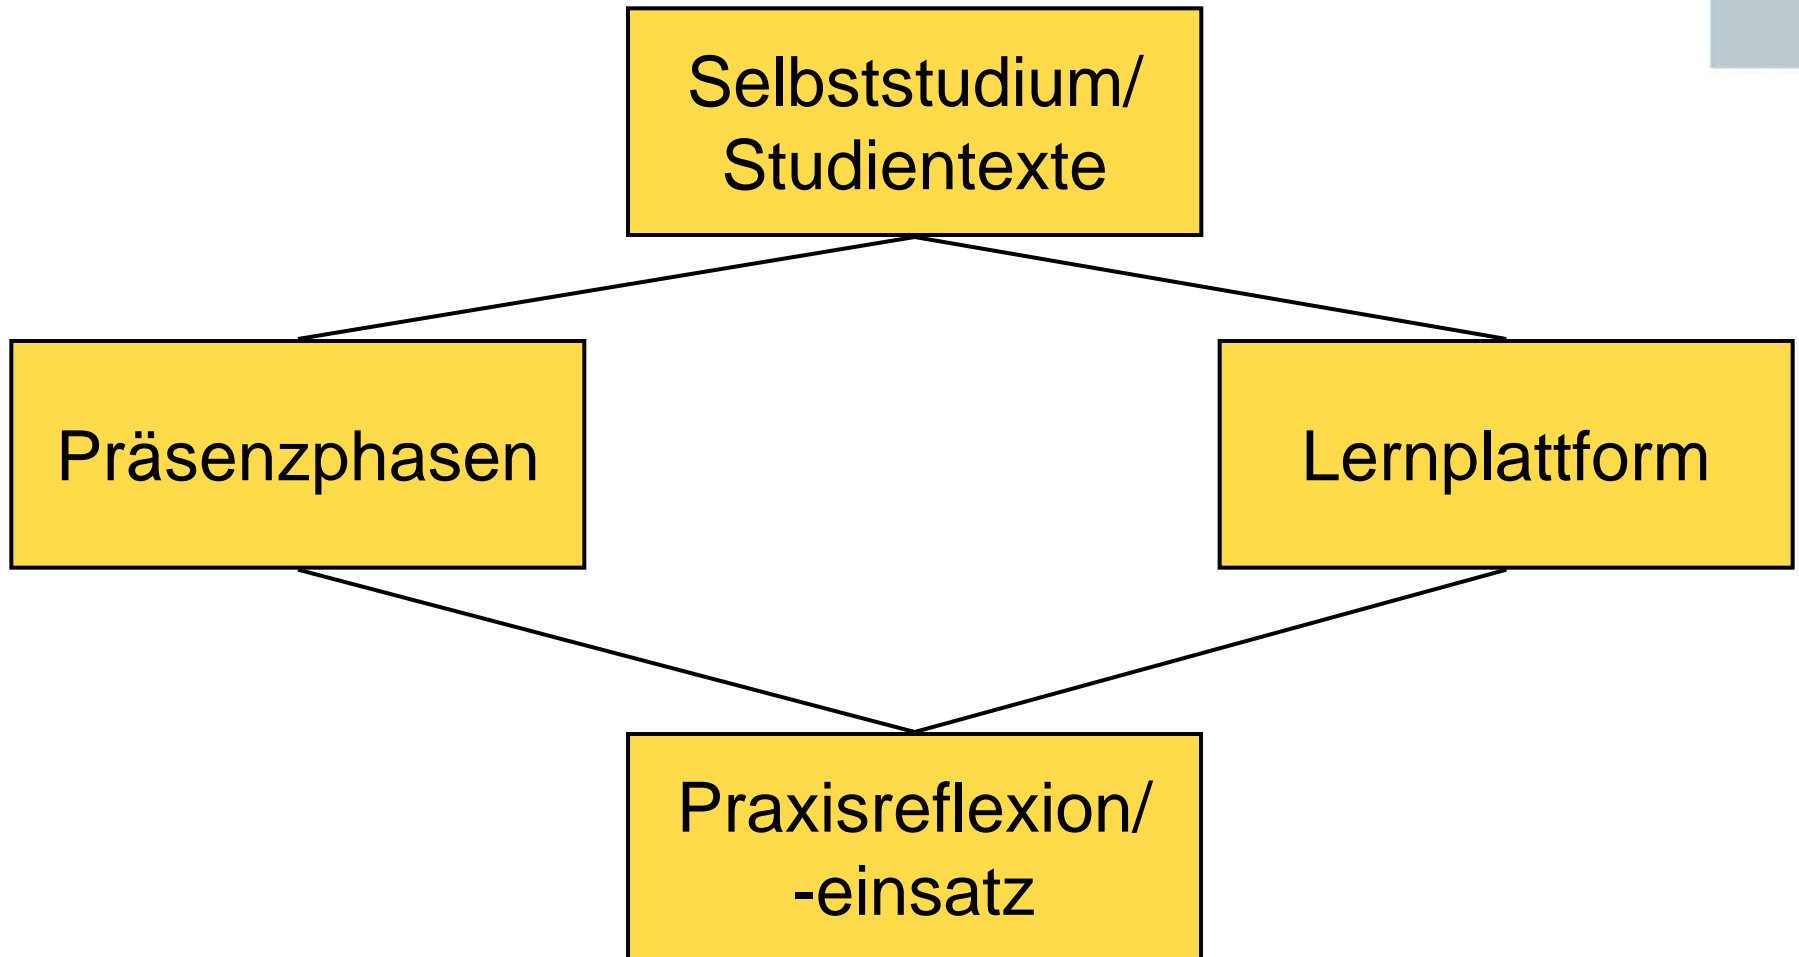 Selbststudium/
Studientexte
Präsenzphasen
Lernplattform
Praxisreflexion/
-einsatz